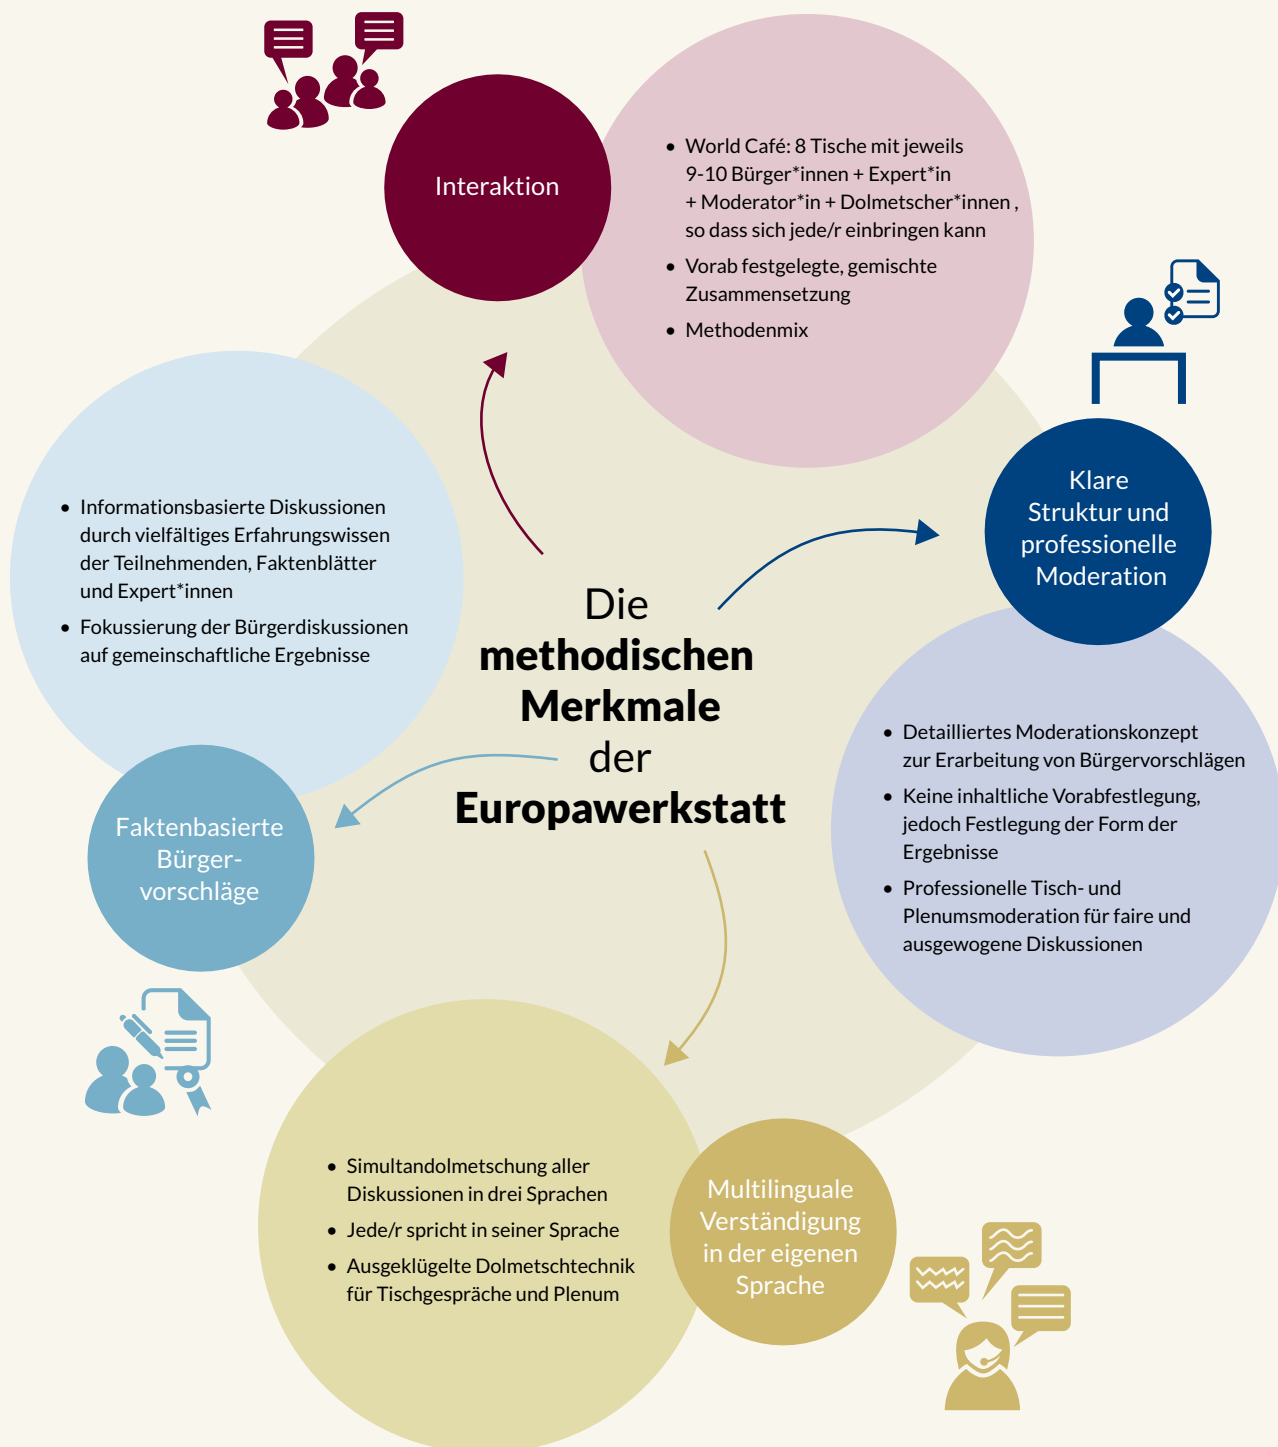 Interaktion
• World Café: 8 Tische mit jeweils
9-10 Bürger*innen + Expert*in
+ Moderator*in + Dolmetscher*innen ,
so dass sich jede/r einbringen kann
• Vorab festgelegte, gemischte
Zusammensetzung
• Methodenmix
Klare
Struktur und
professionelle
Moderation
• Detailliertes Moderationskonzept
zur Erarbeitung von Bürgervorschlägen
• Keine inhaltliche Vorabfestlegung,
jedoch Festlegung der Form der
Ergebnisse
• Professionelle Tisch- und
Plenumsmoderation für faire und
ausgewogene Diskussionen
Die
methodischen
Merkmale
der
Europawerkstatt
• Informationsbasierte Diskussionen
durch vielfältiges Erfahrungswissen
der Teilnehmenden, Faktenblätter
und Expert*innen
• Fokussierung der Bürgerdiskussionen
auf gemeinschaftliche Ergebnisse
Faktenbasierte
Bürger-
vorschläge
• Simultandolmetschung aller
Diskussionen in drei Sprachen
• Jede/r spricht in seiner Sprache
• Ausgeklügelte Dolmetschtechnik
für Tischgespräche und Plenum
Multilinguale
Verständigung
in der eigenen
Sprache